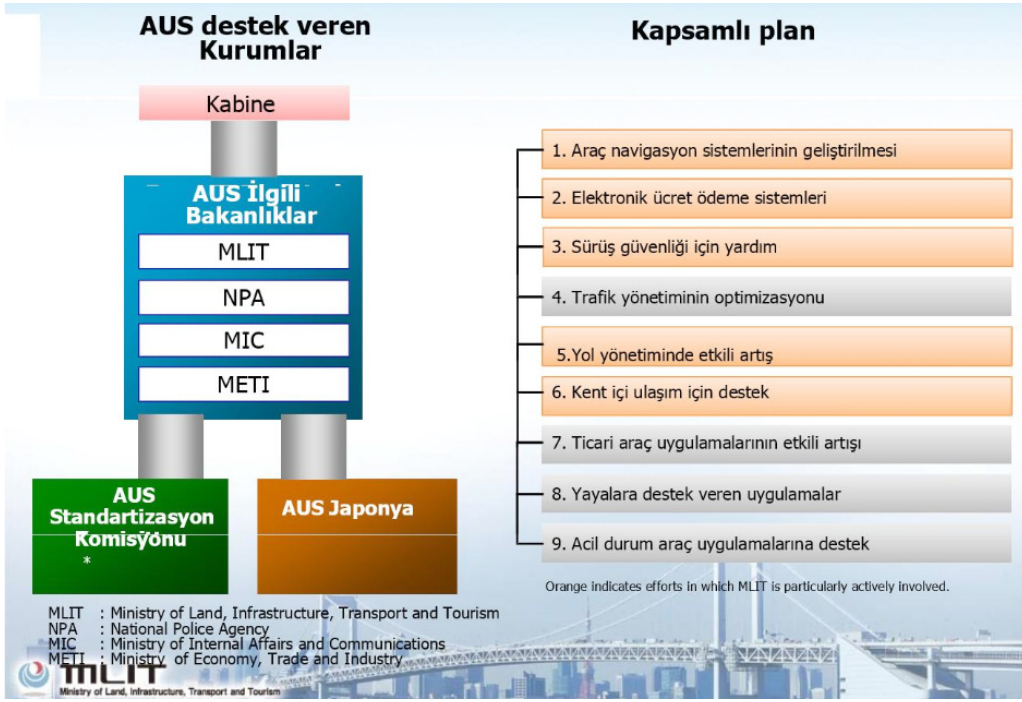 AUS destek veren
Kurumlar
Kabine
AUS İlgili
Bakanlıklar
MLIT
NPA
MIC
METI
AUS
Standartizasyon
Komisyonu
*
AUS Japonya
MLIT : Ministry of Land, Infrastructure, Transport and Tourism
NPA : National Police Agency
MIC : Ministry of Internal Affairs and Communications
METI : Ministry of Economy, Trade and Industry
MLIT
Ministry of Land, Infrastructure, Transport and Tourism
Kapsamlı plan
1. Araç navigasyon sistemlerinin geliştirilmesi
2. Elektronik ücret ödeme sistemleri
3. Sürüş güvenliği için yardım
4. Trafik yönetiminin optimizasyonu
5.Yol yönetiminde etkili artış
6. Kent içi ulaşım için destek
7. Ticari araç uygulamalarının etkili artışı
8. Yayalara destek veren uygulamalar
9. Acil durum araç uygulamalarına destek
Orange indicates efforts in which MLIT is particularly actively involved.